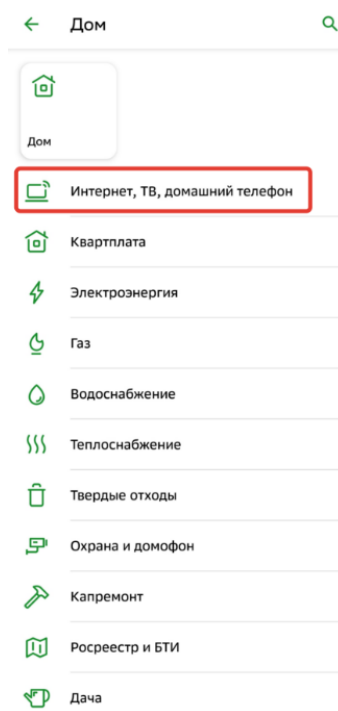 Дом
Дом
Интернет, ТВ, домашний телефон
Квартплата
Электроэнергия
Газ
Водоснабжение
Теплоснабжение
Твердые отходы
Охрана и домофон
Капремонт
Росреестр и БТИ
Дача